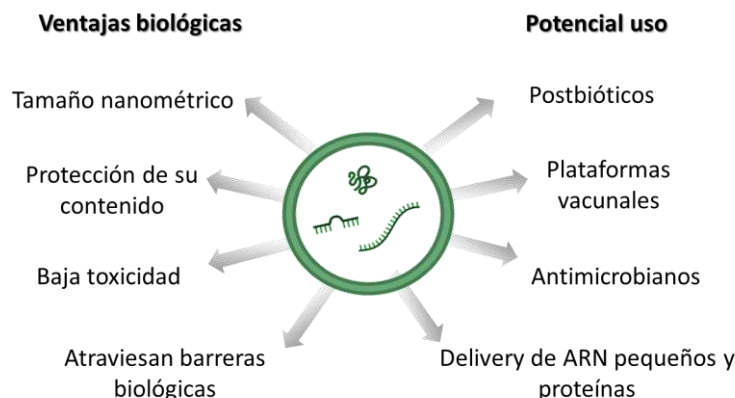 Ventajas biológicas
Tamaño nanométrico
Protección de su
contenido
Baja toxicidad
Atraviesan barreras
biológicas
Potencial uso
Postbióticos
Plataformas
vacunales
Antimicrobianos
Delivery de ARN pequeños y
proteínas